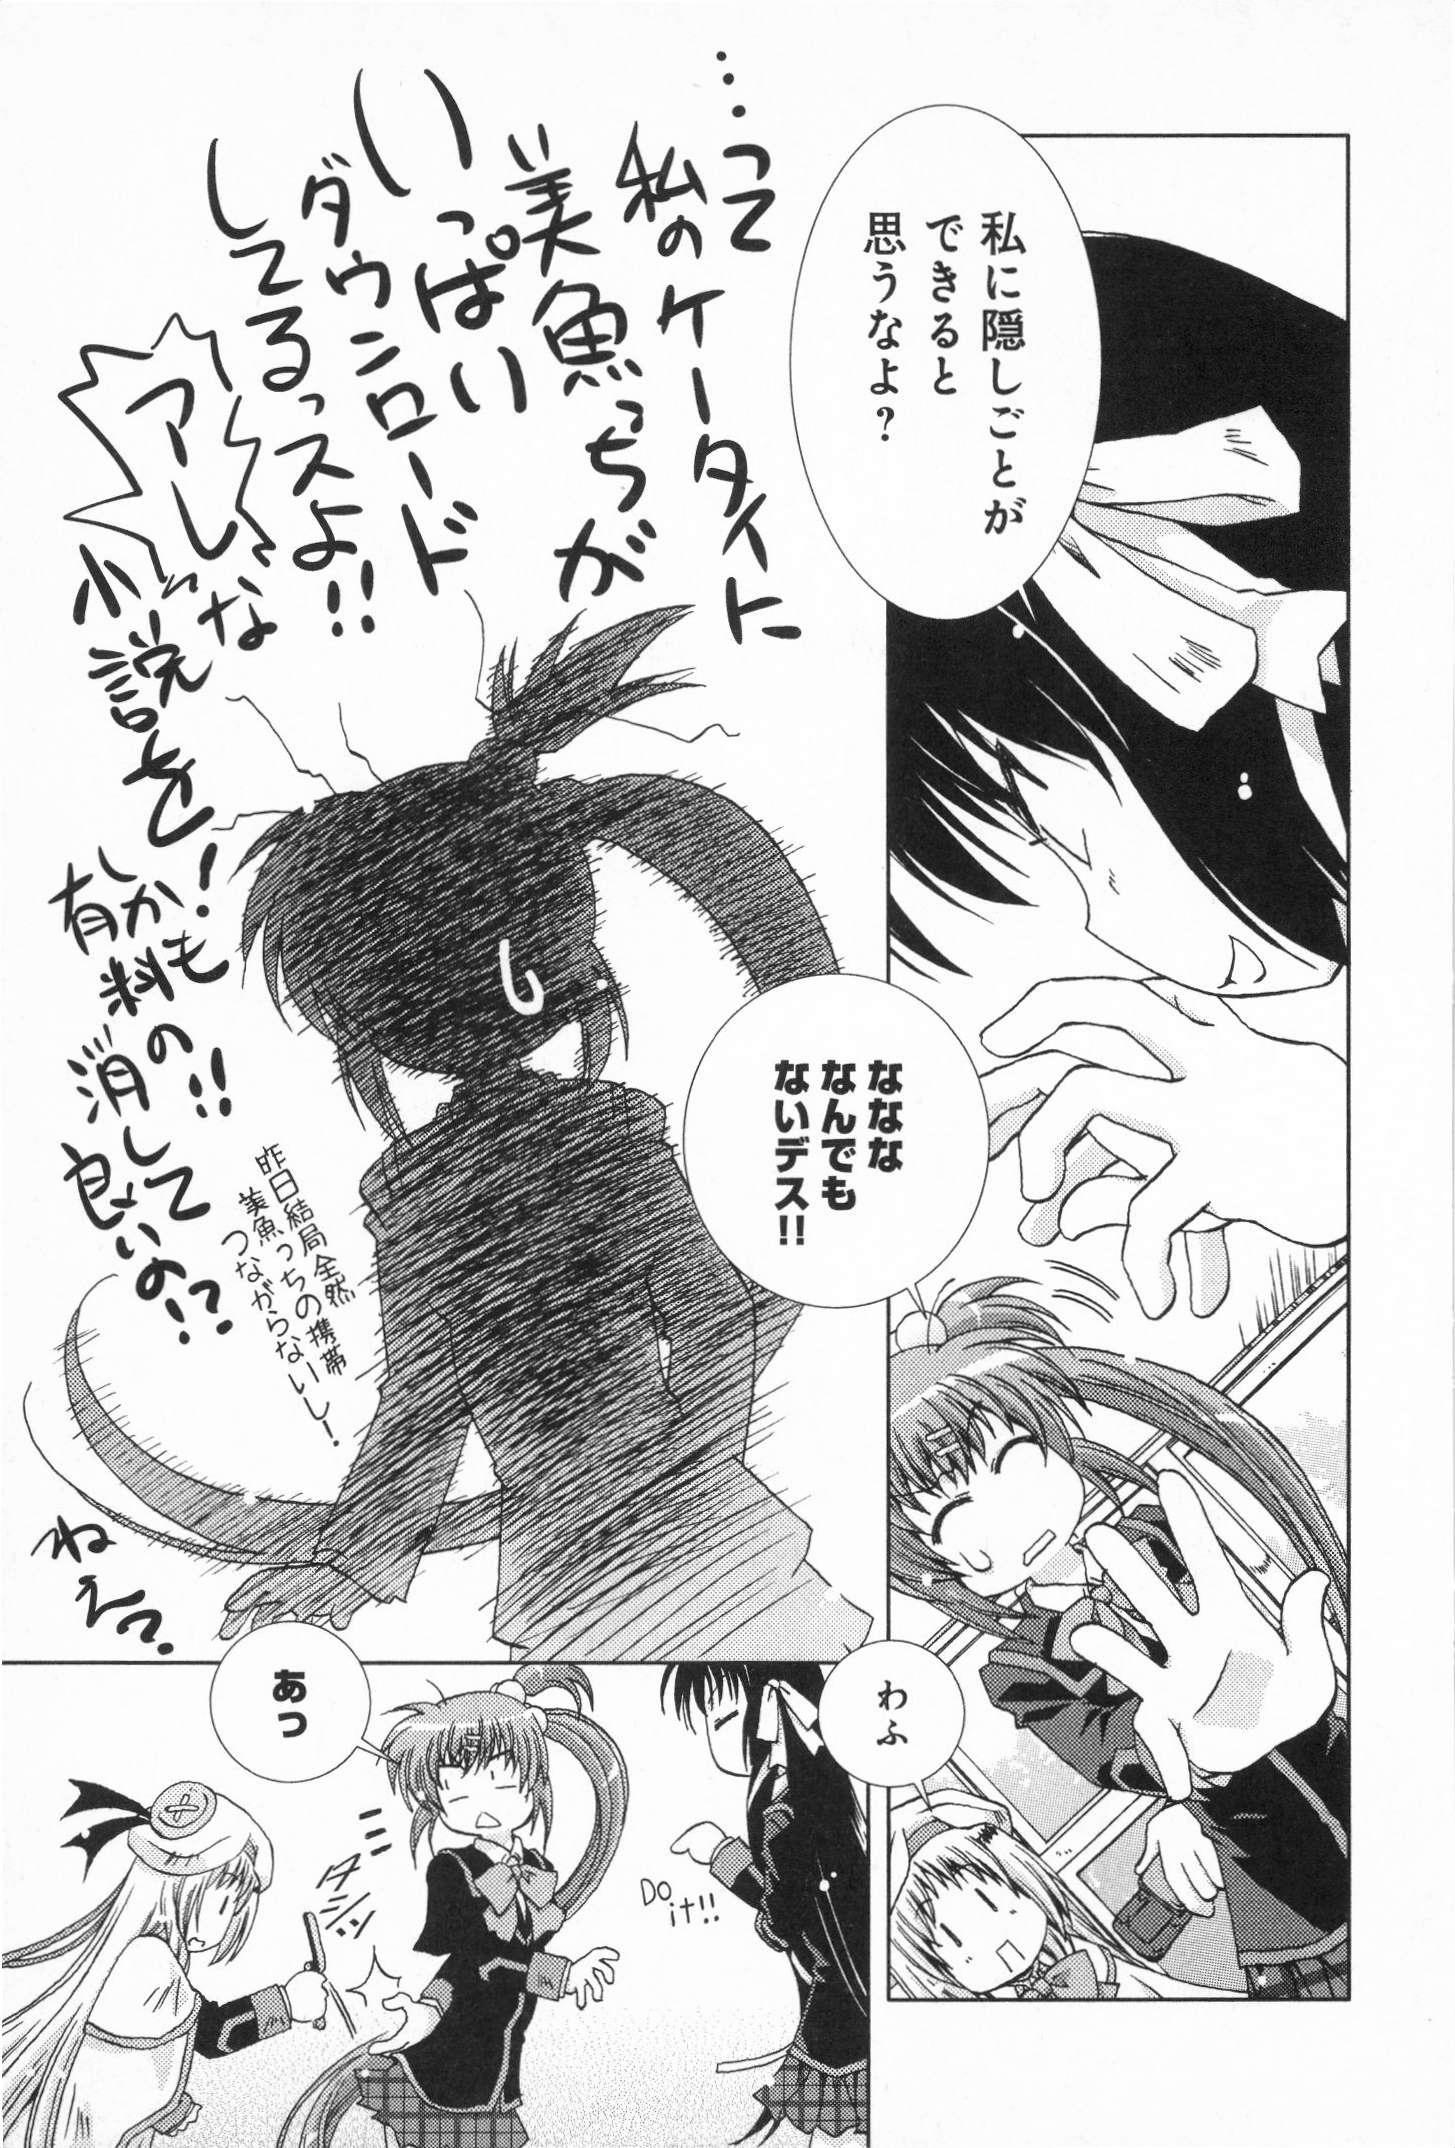 私に隠しごとが
できると
思うなよ？
ななな
なんでも
ないデス!!
わふ
…って
私のケータイに
美魚っちが
いっぱい
ダウンロード
してるっスよ!!
アレな
小説を!
しかも
有料の!!
消して
良いの!?
昨日結局全然
美魚っちの携帯
つながらないし!
ねえっ
Do
it!!
あっ
タシッ